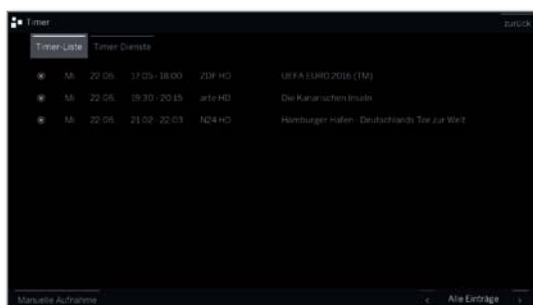 Timer
zurück
Timer-Liste Timer-Dienste
Mi 22.06. 17:05 - 18:00 ZDF HD UEFA EURO 2016 (TM)
Mi 22.06. 19:30 - 20:15 arte HD Die Kanarischen Inseln
Mi 22.06. 21:02 - 22:03 N24 HD Hamburger Hafen - Deutschlands Tor zur Welt
Manuelle Aufnahme
< Alle Einträge >